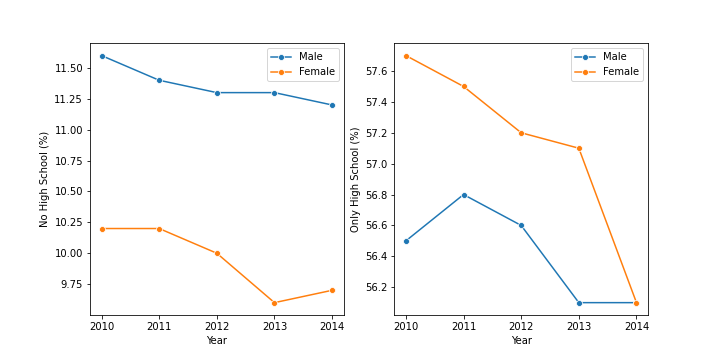 No High School (%)
11.50
11.25
11.00
10.75
10.50
10.25
10.00
9.75
2010 2011 2012 2013 2014
Year
Male
Female
Only High School (%)
57.6
57.4
57.2
57.0
56.8
56.6
56.4
56.2
2010 2011 2012 2013 2014
Year
Male
Female